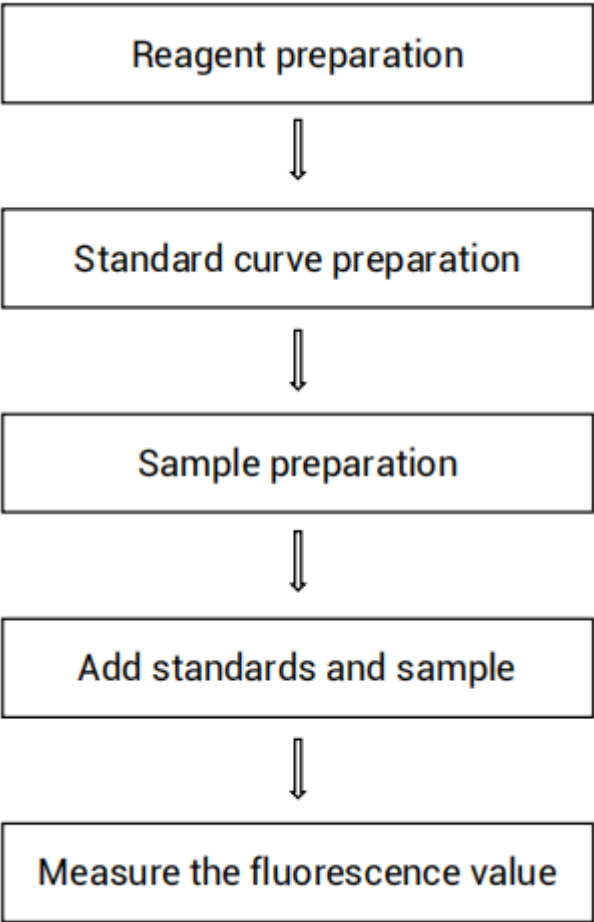 Reagent preparation
Standard curve preparation
Sample preparation
Add standards and sample
Measure the fluorescence value